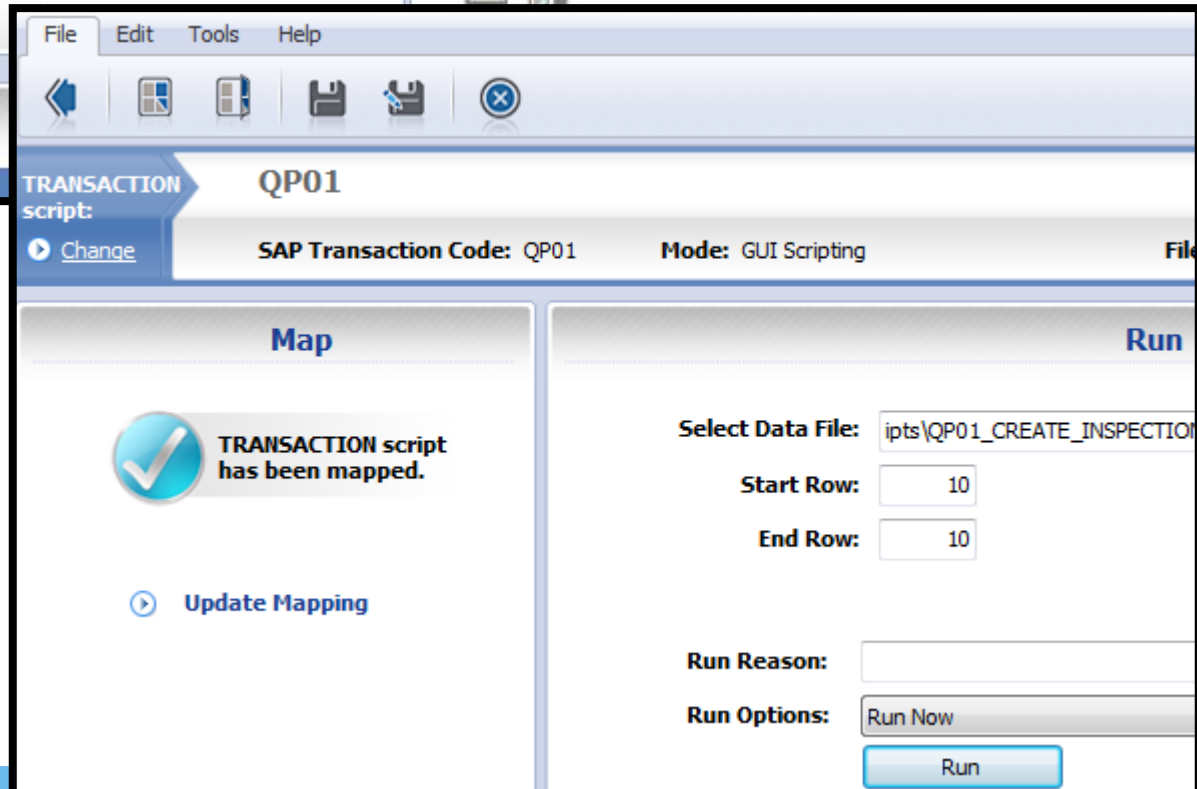 File Edit Tools Help
TRANSACTION script:
QP01
Change
SAP Transaction Code: QP01 Mode: GUI Scripting File
Map
Run
TRANSACTION script
has been mapped.
Update Mapping
Select Data File: ipts\QP01_CREATE_INSPECTION
Start Row: 10
End Row: 10
Run Reason:
Run Options: Run Now
Run